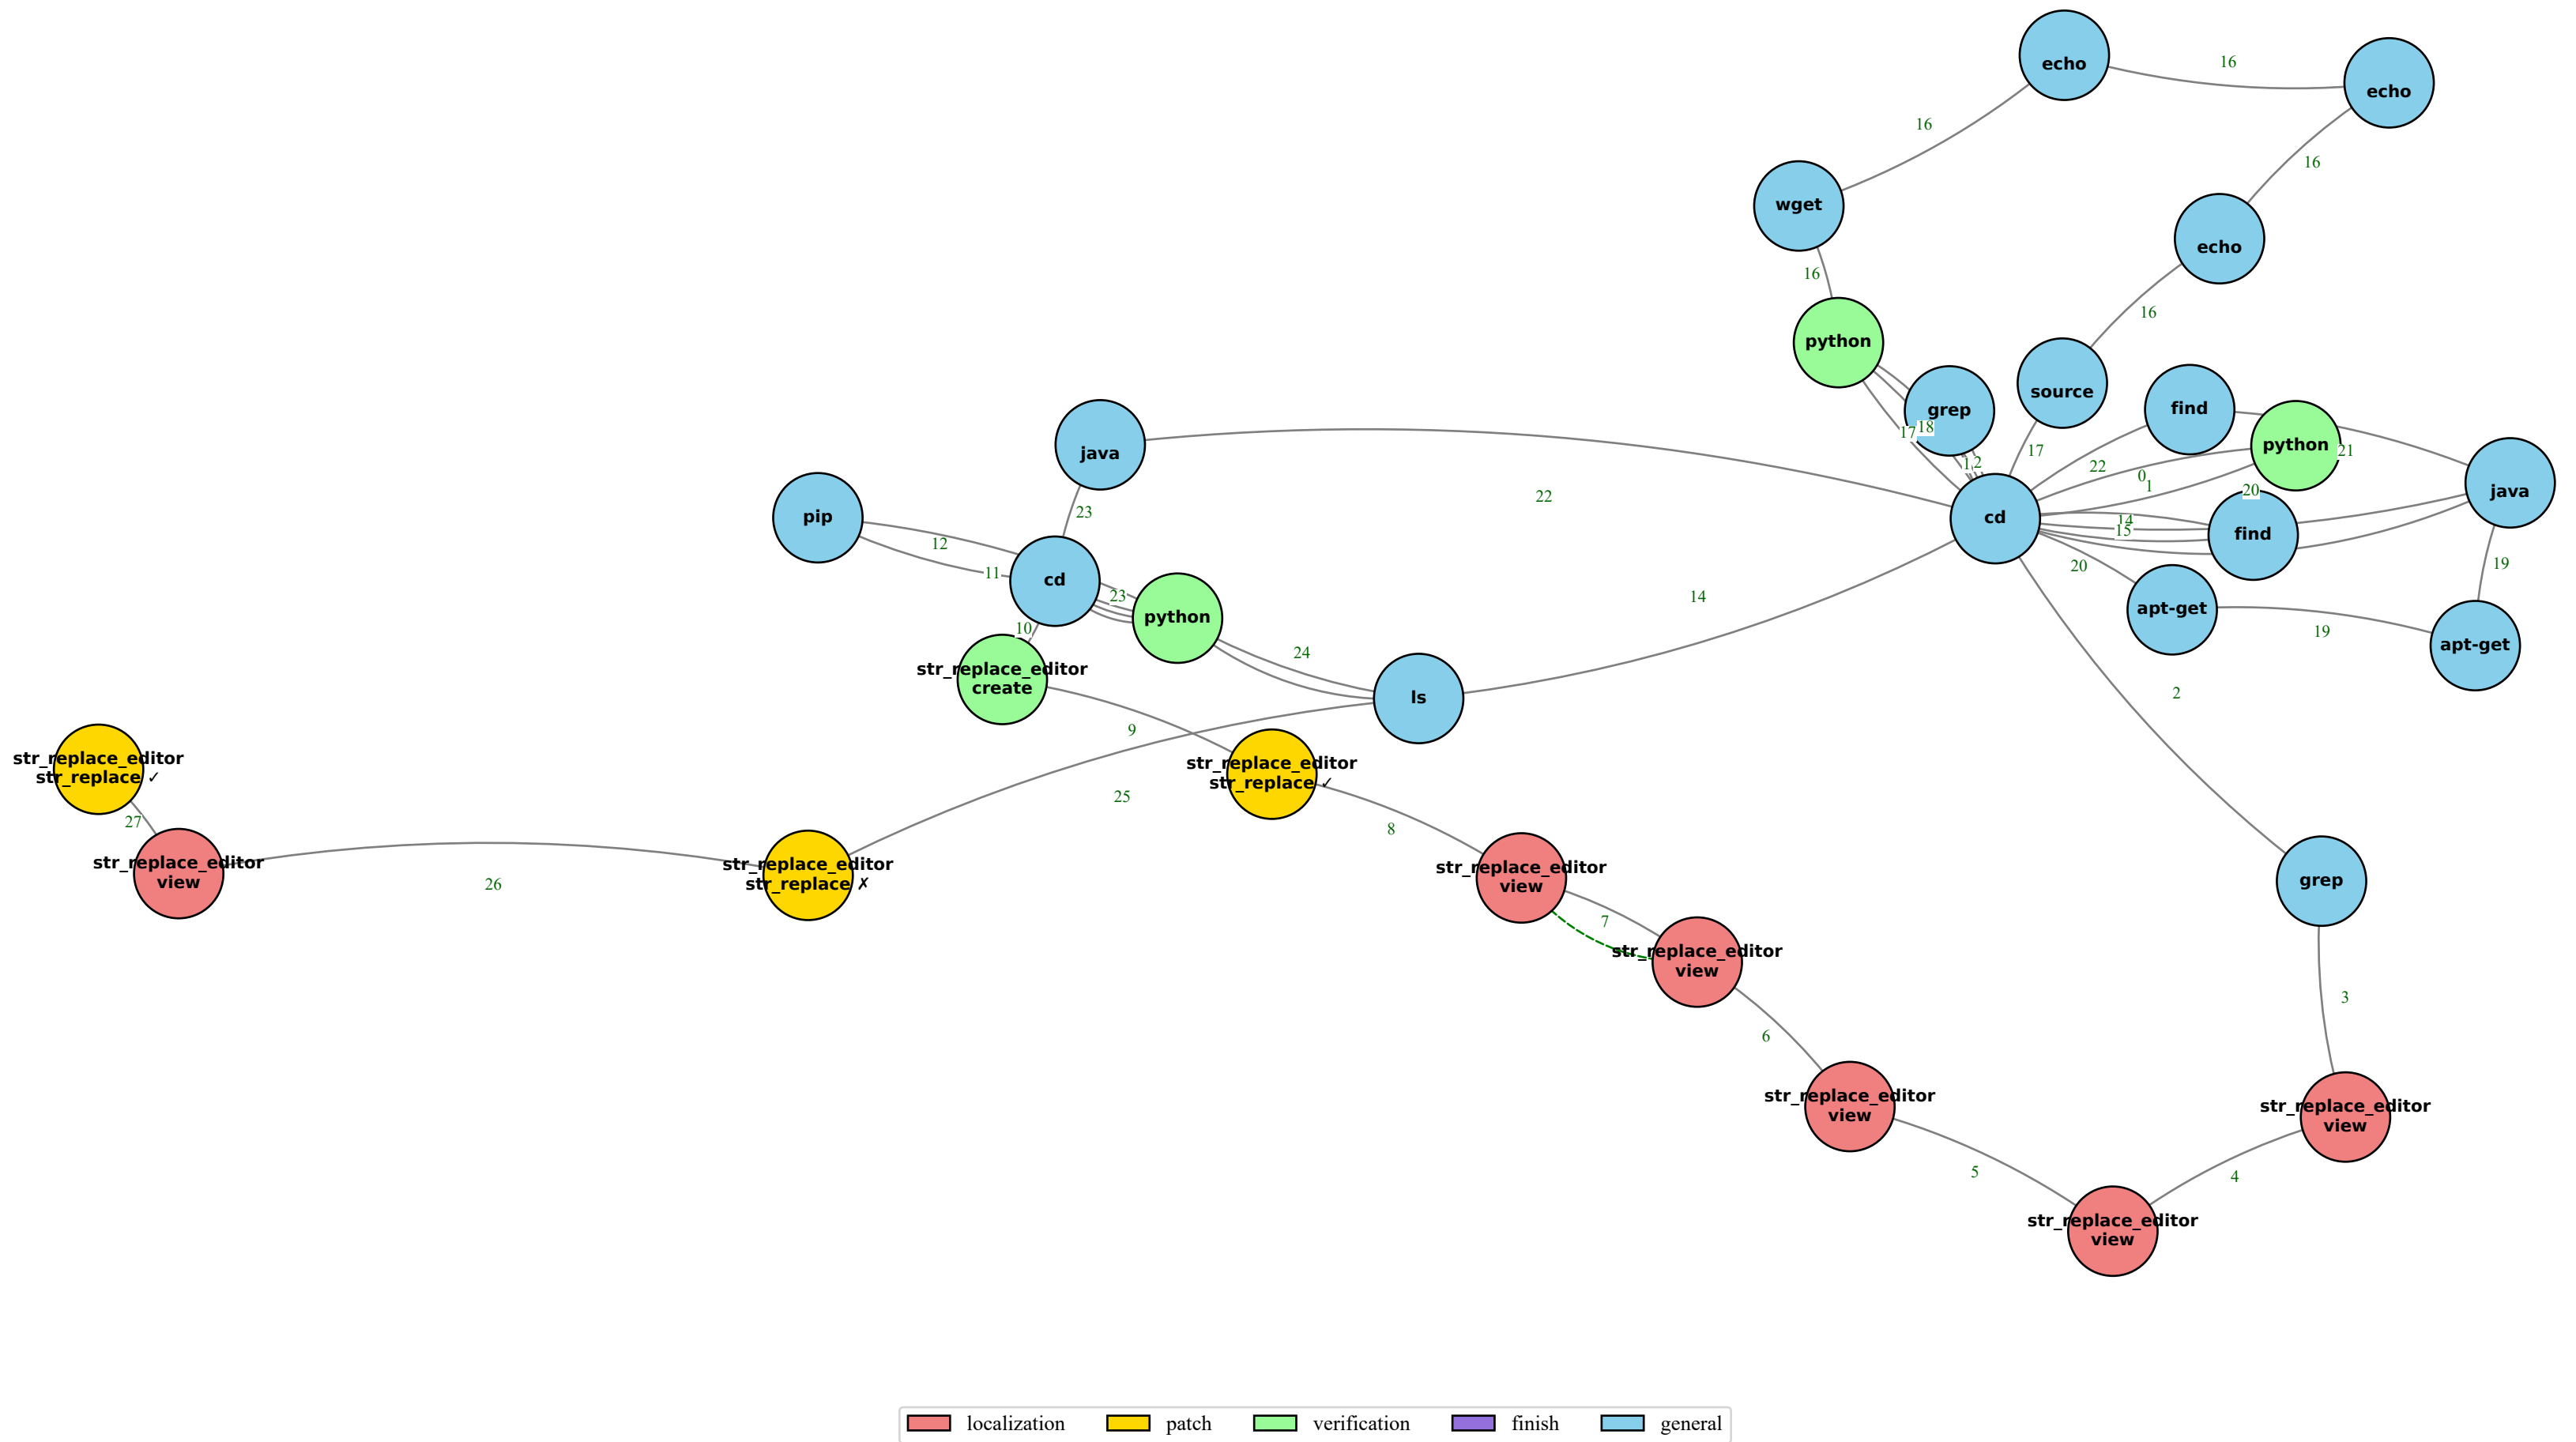 echo
16
echo
16
16
wget
echo
16
16
python
source
find
grep
17
18
python
21
17
java
java
22
0
1
1,2
20
22
pip
23
cd
14
15
find
12
11
cd
23
20
19
apt-get
19
apt-get
10
python
24
14
str_replace_editor
create
ls
2
9
str_replace_editor
str_replace ✓
str_replace_editor
str_replace ✓
25
27
8
str_replace_editor
view
26
str_replace_editor
str_replace ✗
str_replace_editor
view
grep
7
str_replace_editor
view
3
6
str_replace_editor
view
str_replace_editor
view
5
4
str_replace_editor
view
localization
patch
verification
finish
general